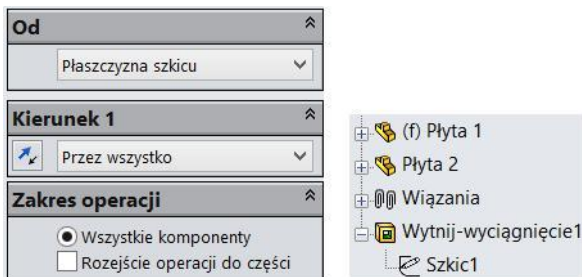 Od
Płaszczyzna szkicu
Kierunek 1
Przez wszystko
Zakres operacji
Wszystkie komponenty
Rozejście operacji do części
(f) Płyta 1
Płyta 2
Wiązania
Wytnij-wyciągnięcie1
Szkic1